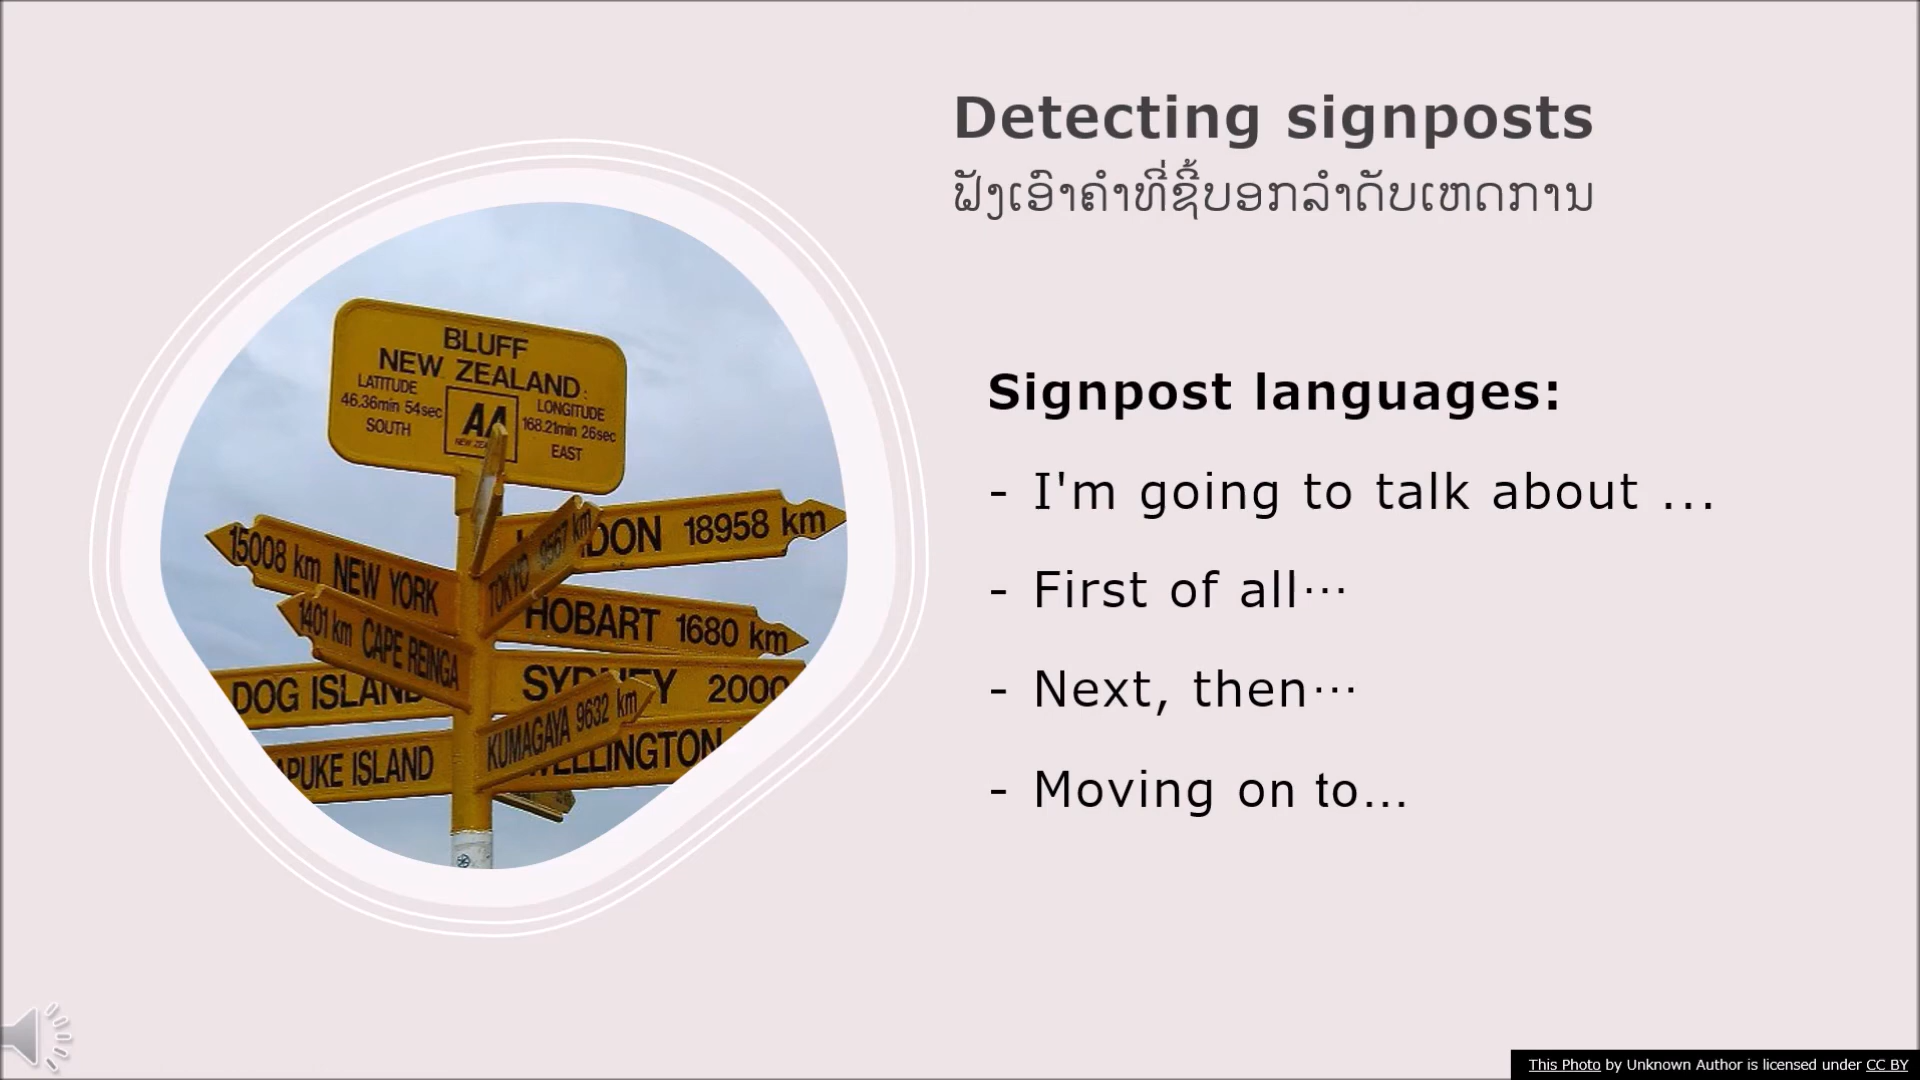 Detecting signposts
ຟັງເອົາຄຳທີ່ຊີ້ບອກລຳດັບເຫດການ
BLUFF
NEW ZEALAND
LATITUDE
46.36min 54sec
SOUTH
AA
LONGITUDE
168.21min 26sec
EAST
18958 km
15008 km NEW YORK
TOKYO 9567 km
HOBART 1680 km
1401 km CAPE REINGA
SYDNEY 2000
DOG ISLAND
KUMAGAYA 9632 km
ISLAND
Signpost languages:
- I'm going to talk about ...
- First of all⋯
- Next, then⋯
- Moving on to...
This Photo by Unknown Author is licensed under CC BY